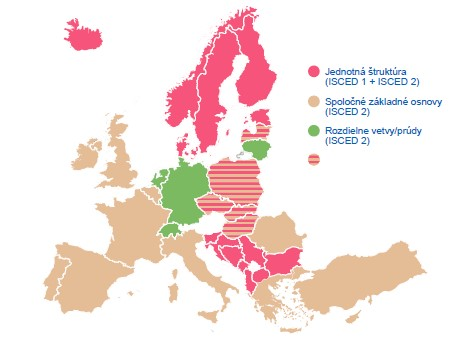 Jednotná štruktúra
(ISCED 1 + ISCED 2)
Spoločné základné osnovy
(ISCED 2)
Rozdielne vetvy/prúdy
(ISCED 2)